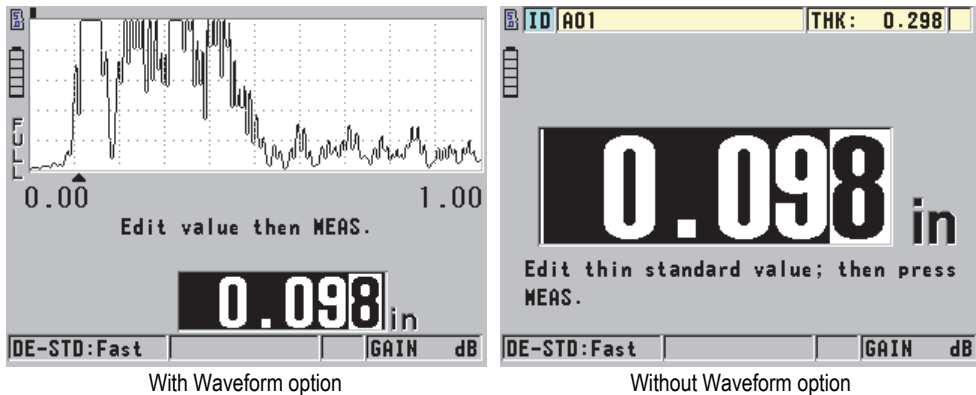 FULL
0.00 1.00
Edit value then MEAS.
0.098 in
DE-STD:Fast GAIN dB
With Waveform option
ID A01 THK: 0.298
0.098 in
Edit thin standard value; then press
MEAS.
DE-STD:Fast GAIN dB
Without Waveform option